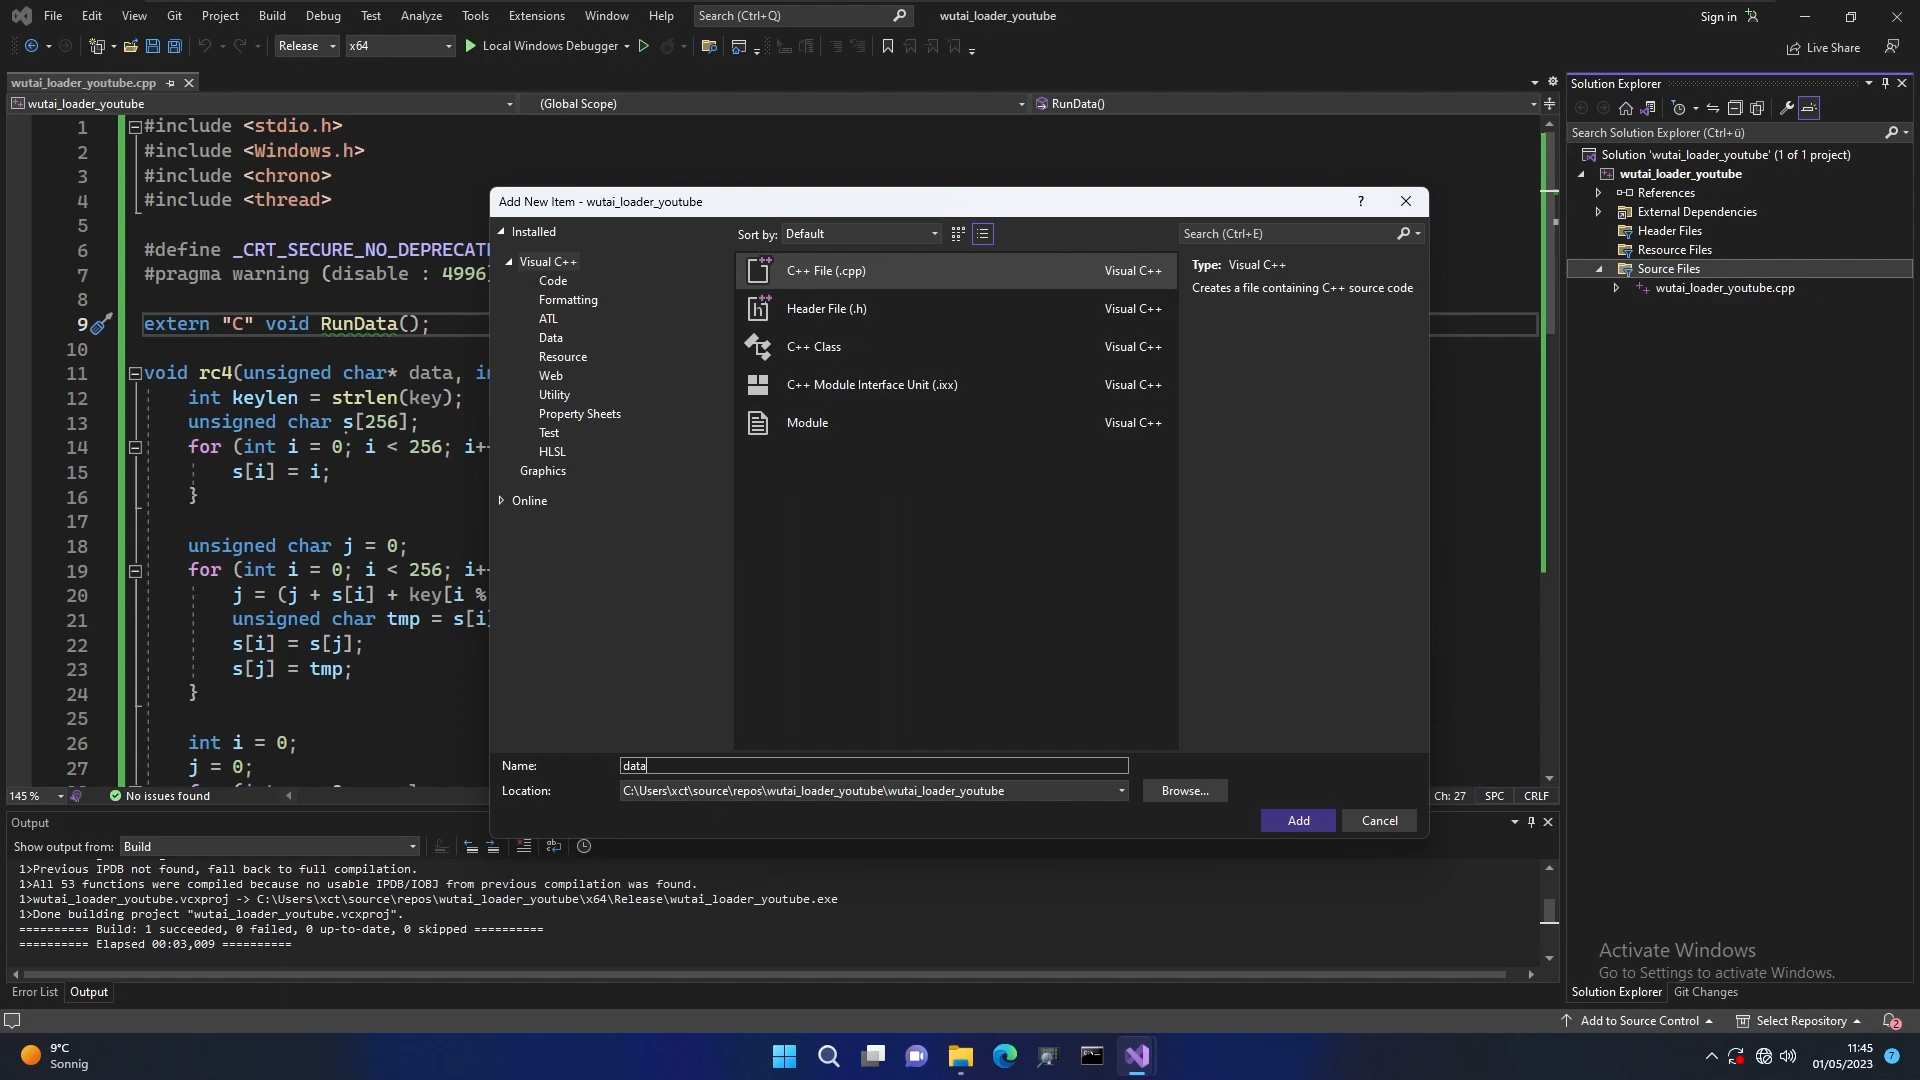 File Edit View Git Project Build Debug Test Analyze Tools Extensions Window Help Search (Ctrl+Q) wutai_loader_youtube Sign in
Release x64 Local Windows Debugger Live Share
wutai_loader_youtube.cpp
wutai_loader_youtube (Global Scope) RunData()
1 #include <stdio.h>
2 #include <Windows.h>
3 #include <chrono>
4 #include <thread>
5
6 #define _CRT_SECURE_NO_DEPRECATE
7 #pragma warning (disable : 4996)
8
9 extern "C" void RunData();
10
11 void rc4(unsigned char* data, in
12 int keylen = strlen(key);
13 unsigned char s[256];
14 for (int i = 0; i < 256; i+
15 s[i] = i;
16 }
17
18 unsigned char j = 0;
19 for (int i = 0; i < 256; i+
20 j = (j + s[i] + key[i %
21 unsigned char tmp = s[i]
22 s[i] = s[j];
23 s[j] = tmp;
24 }
25
26 int i = 0;
27 j = 0;
145 % No issues found Ch: 27 SPC CRLF
Add New Item - wutai_loader_youtube ?
Installed
Visual C++
Code
Formatting
ATL
Data
Resource
Web
Utility
Property Sheets
Test
HLSL
Graphics
Online
Sort by: Default
C++ File (.cpp) Visual C++
Header File (.h) Visual C++
C++ Class Visual C++
C++ Module Interface Unit (.ixx) Visual C++
Module Visual C++
Search (Ctrl+E)
Type: Visual C++
Creates a file containing C++ source code
Name: data
Location: C:\Users\xct\source\repos\wutai_loader_youtube\wutai_loader_youtube Browse...
Add Cancel
Solution Explorer
Search Solution Explorer (Ctrl+ü)
Solution 'wutai_loader_youtube' (1 of 1 project)
wutai_loader_youtube
References
External Dependencies
Header Files
Resource Files
Source Files
wutai_loader_youtube.cpp
Output
Show output from: Build
1>Previous IPDB not found, fall back to full compilation.
1>All 53 functions were compiled because no usable IPDB/IOBJ from previous compilation was found.
1>wutai_loader_youtube.vcxproj -> C:\Users\xct\source\repos\wutai_loader_youtube\x64\Release\wutai_loader_youtube.exe
1>Done building project "wutai_loader_youtube.vcxproj".
========== Build: 1 succeeded, 0 failed, 0 up-to-date, 0 skipped ==========
========== Elapsed 00:03,009 ==========
Error List Output
Activate Windows
Go to Settings to activate Windows.
Solution Explorer Git Changes
Add to Source Control Select Repository 2
9°C
Sonnig
11:45
01/05/2023
7